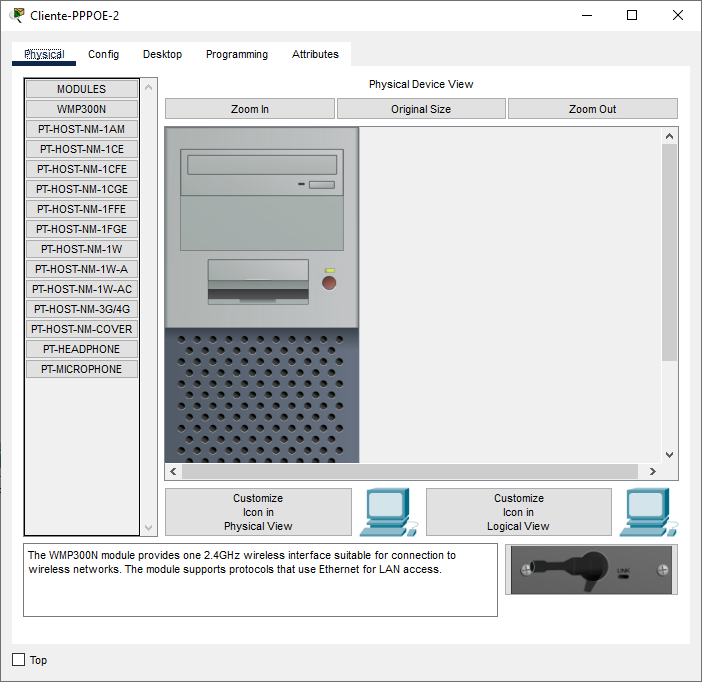 Cliente-PPPOE-2
Physical
Config
Desktop
Programming
Attributes
MODULES
WMP300N
PT-HOST-NM-1AM
PT-HOST-NM-1CE
PT-HOST-NM-1CFE
PT-HOST-NM-1CGE
PT-HOST-NM-1FFE
PT-HOST-NM-1FGE
PT-HOST-NM-1W
PT-HOST-NM-1W-A
PT-HOST-NM-1W-AC
PT-HOST-NM-3G/4G
PT-HOST-NM-COVER
PT-HEADPHONE
PT-MICROPHONE
Physical Device View
Zoom In
Original Size
Zoom Out
Customize
Icon in
Physical View
Customize
Icon in
Logical View
The WMP300N module provides one 2.4GHz wireless interface suitable for connection to
wireless networks. The module supports protocols that use Ethernet for LAN access.
LINK
Top